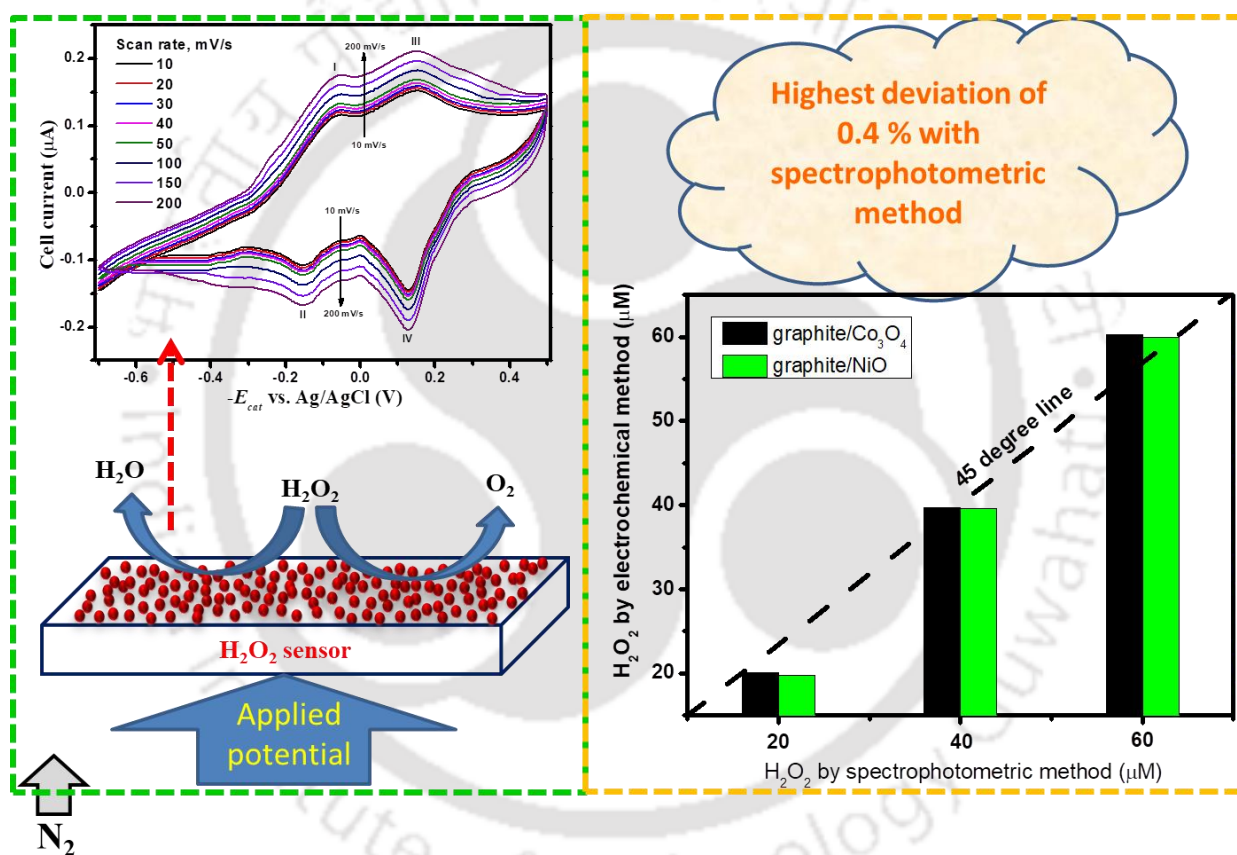 Scan rate, mV/s
10
20
30
40
50
100
150
200
200 mV/s
10 mV/s
I
III
10 mV/s
200 mV/s
II
IV
0.2
0.1
0.0
-0.1
-0.2
Cell current (μA)
-0.6 -0.4 -0.2 0.0 0.2 0.4
-E_cat vs. Ag/AgCl (V)
H₂O
H₂O₂
O₂
H₂O₂ sensor
Applied
potential
N₂
Highest deviation of
0.4 % with
spectrophotometric
method
graphite/Co₃O₄
graphite/NiO
45 degree line
60
50
40
30
20
H₂O₂ by electrochemical method (μM)
20 40 60
H₂O₂ by spectrophotometric method (μM)